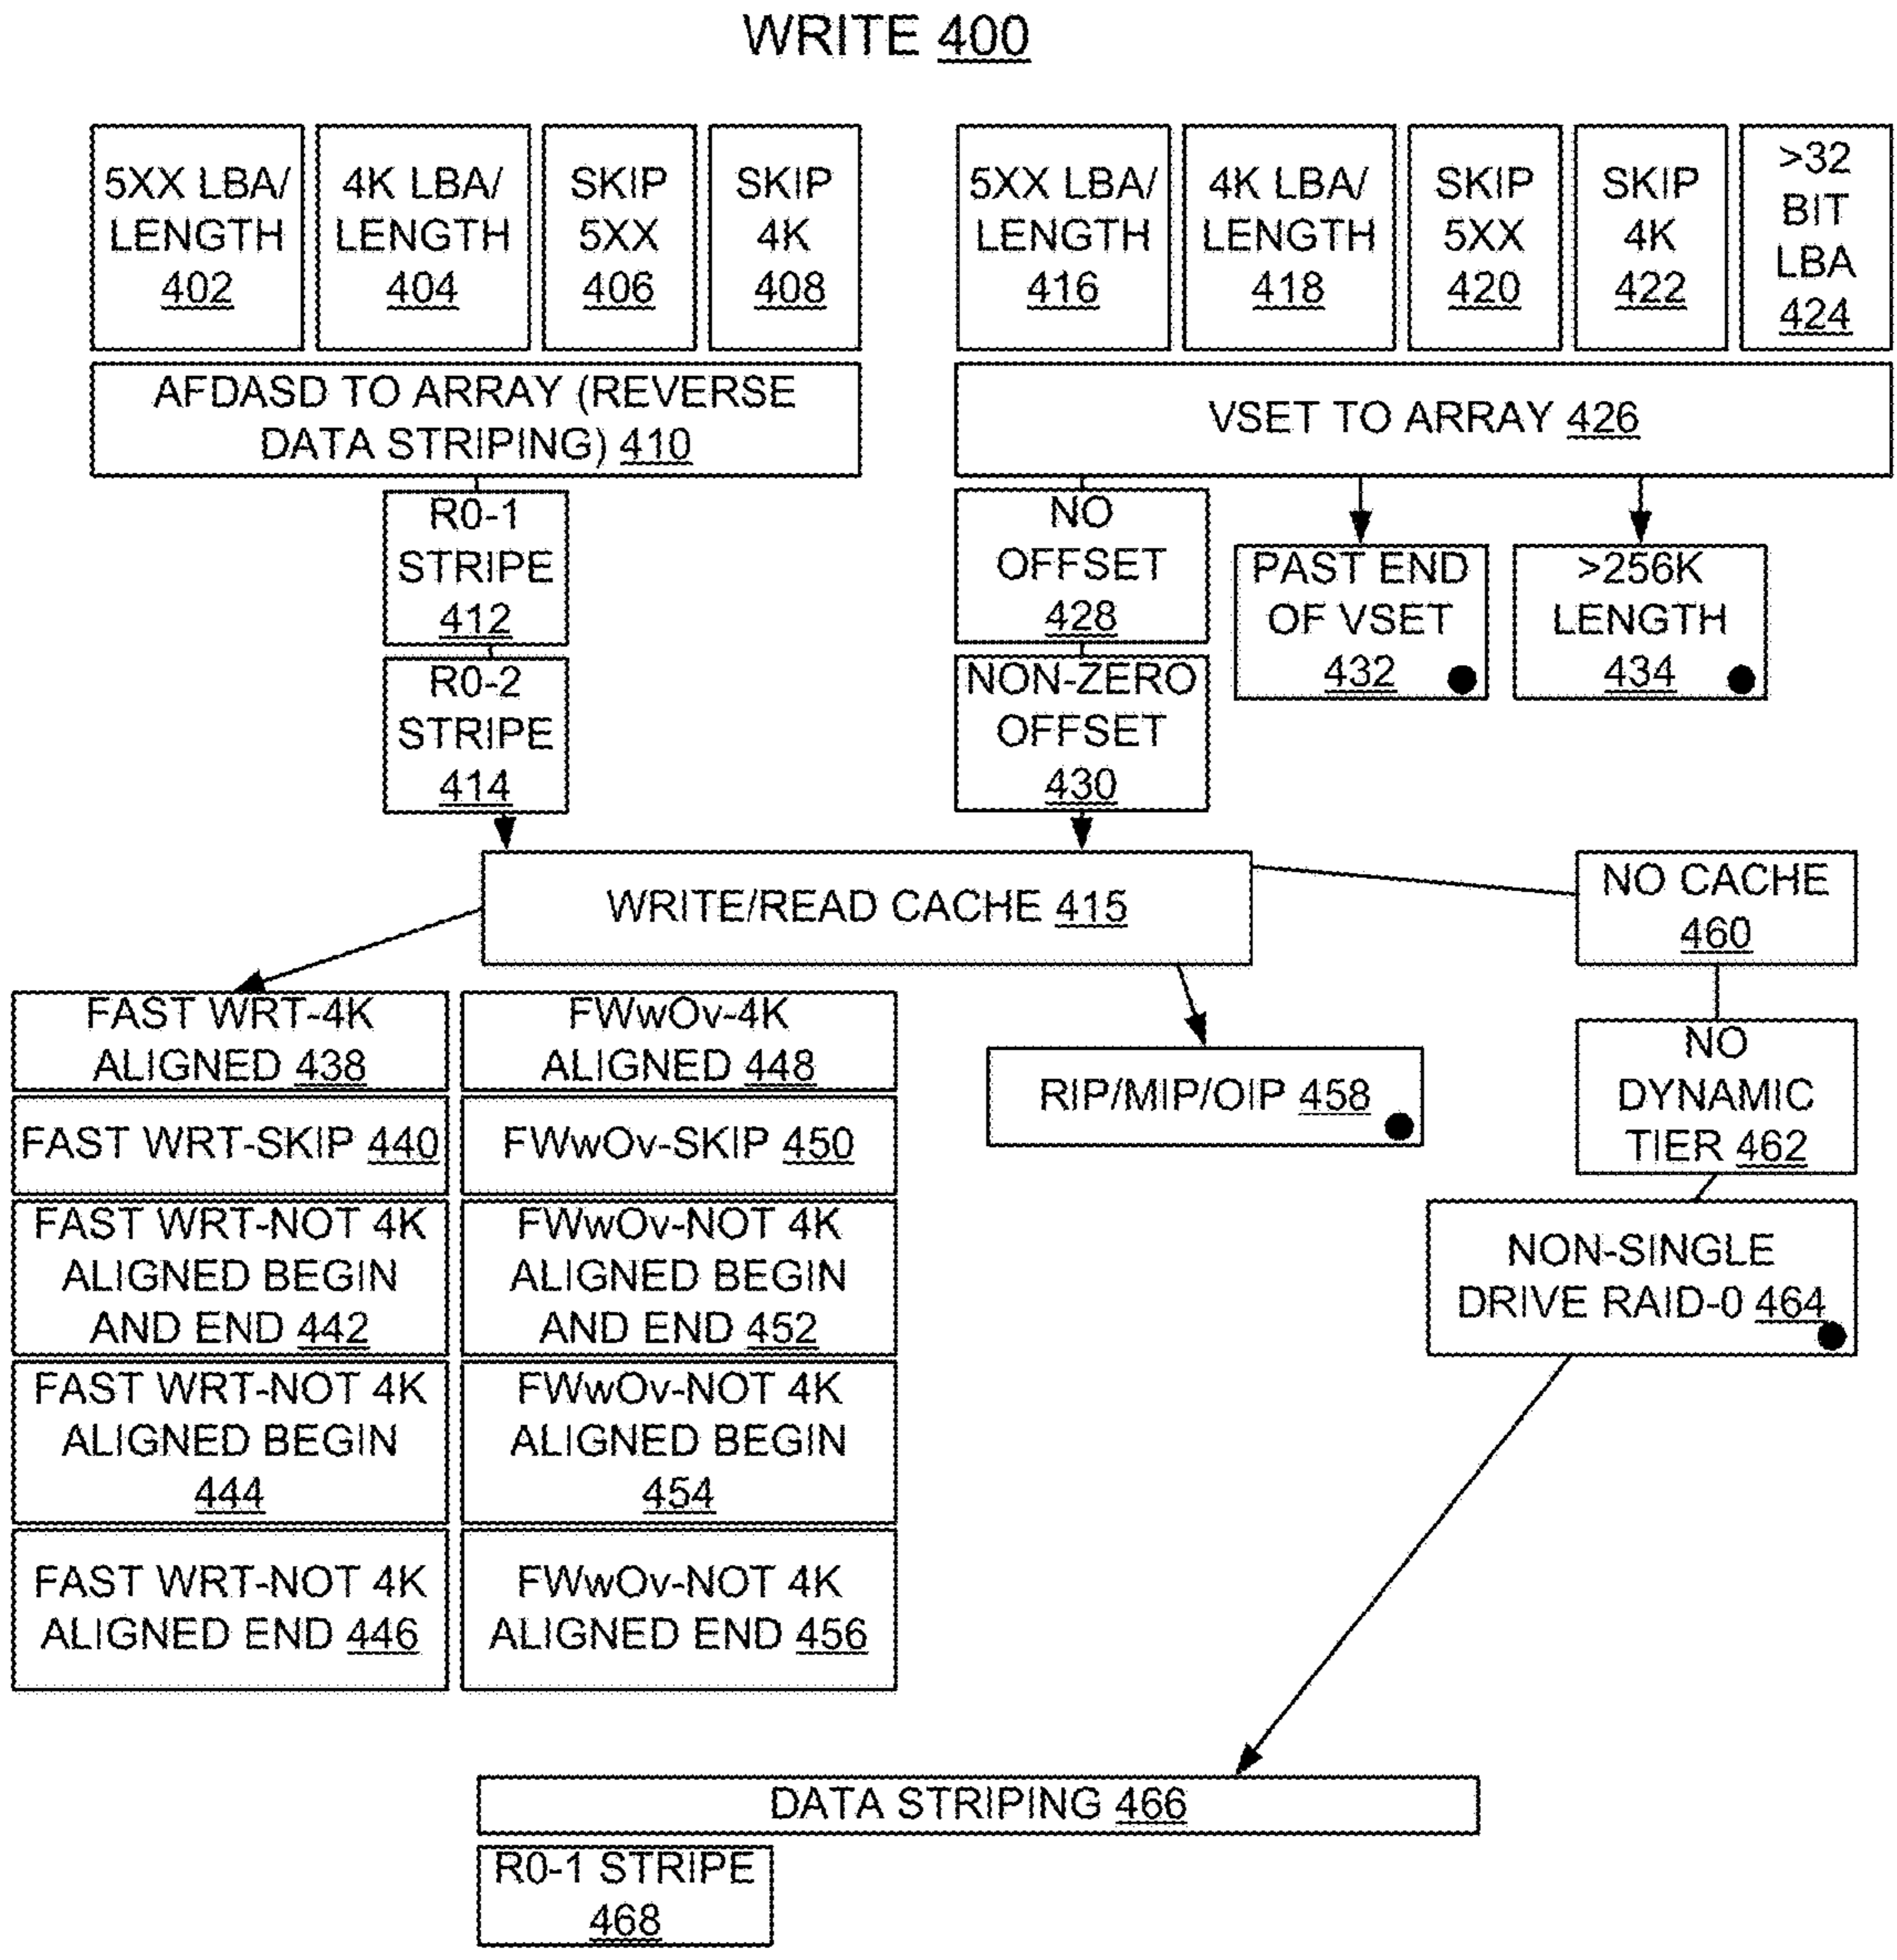 WRITE 400
5XX LBA/
LENGTH
402
4K LBA/
LENGTH
404
SKIP
5XX
406
SKIP
4K
408
5XX LBA/
LENGTH
416
4K LBA/
LENGTH
418
SKIP
5XX
420
SKIP
4K
422
>32
BIT
LBA
424
AFDASD TO ARRAY (REVERSE
DATA STRIPING) 410
VSET TO ARRAY 426
R0-1
STRIPE
412
R0-2
STRIPE
414
NO
OFFSET
428
NON-ZERO
OFFSET
430
PAST END
OF VSET
432
>256K
LENGTH
434
WRITE/READ CACHE 415
NO CACHE
460
NO
DYNAMIC
TIER 462
NON-SINGLE
DRIVE RAID-0 464
FAST WRT-4K
ALIGNED 438
FWwOv-4K
ALIGNED 448
FAST WRT-SKIP 440
FWwOv-SKIP 450
FAST WRT-NOT 4K
ALIGNED BEGIN
AND END 442
FWwOv-NOT 4K
ALIGNED BEGIN
AND END 452
FAST WRT-NOT 4K
ALIGNED BEGIN
444
FWwOv-NOT 4K
ALIGNED BEGIN
454
FAST WRT-NOT 4K
ALIGNED END 446
FWwOv-NOT 4K
ALIGNED END 456
RIP/MIP/OIP 458
DATA STRIPING 466
R0-1 STRIPE
468